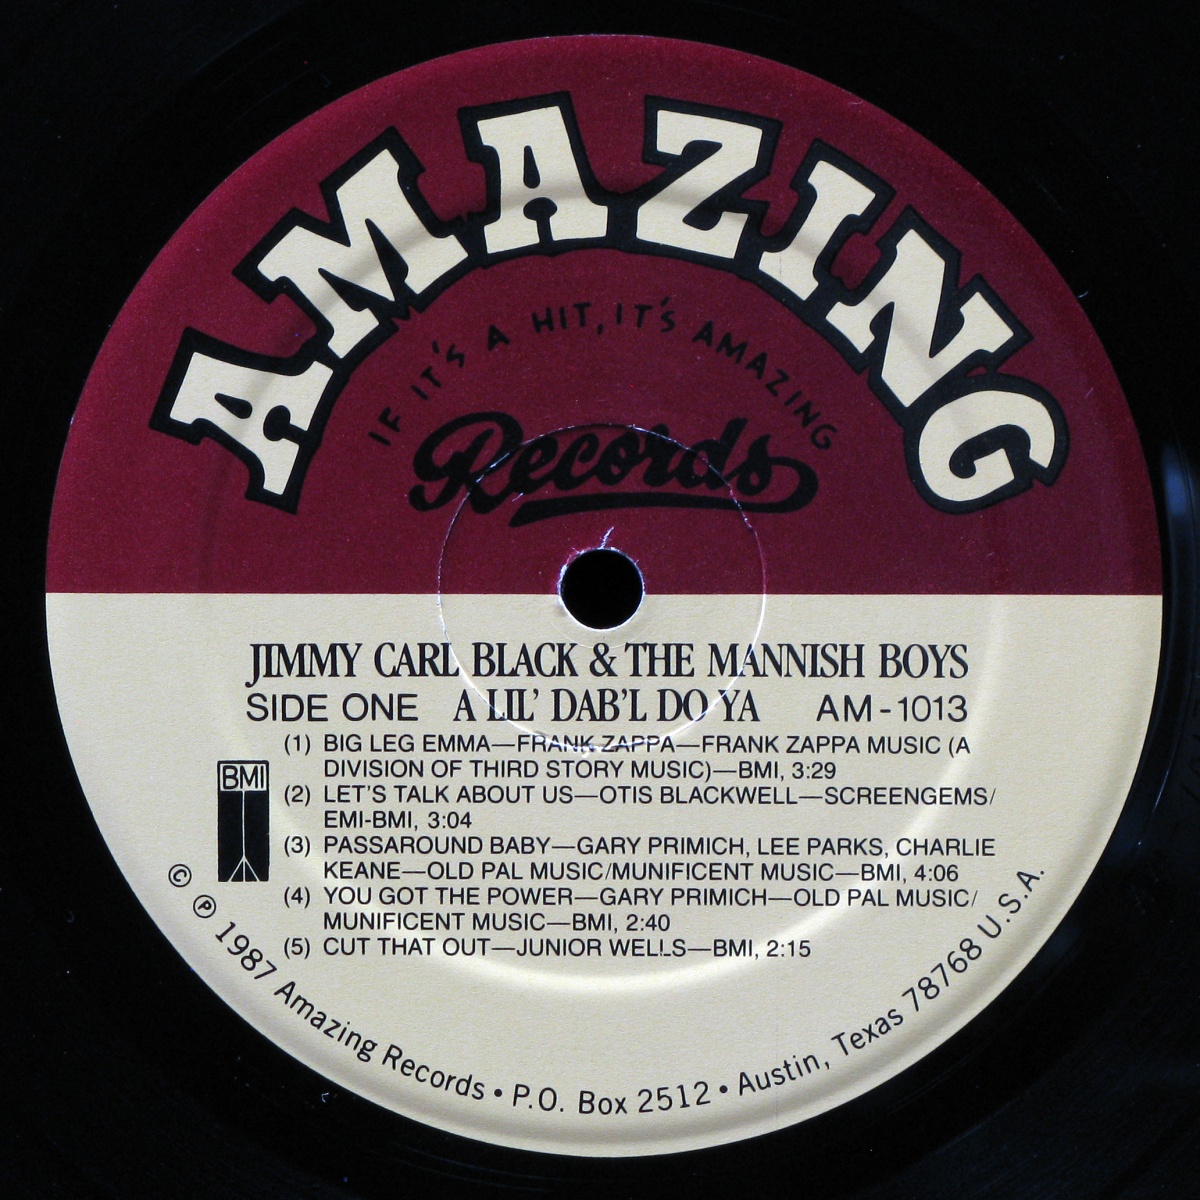 AMAZING
IF IT'S A HIT, IT'S AMAZING
Records
JIMMY CARL BLACK & THE MANNISH BOYS
SIDE ONE A LIL' DAB'L DO YA AM-1013
(1) BIG LEG EMMA—FRANK ZAPPA—FRANK ZAPPA MUSIC (A
DIVISION OF THIRD STORY MUSIC)—BMI, 3:29
(2) LET'S TALK ABOUT US—OTIS BLACKWELL—SCREENGEMS/
EMI-BMI, 3:04
(3) PASSAROUND BABY—GARY PRIMICH, LEE PARKS, CHARLIE
KEANE—OLD PAL MUSIC/MUNIFICENT MUSIC—BMI, 4:06
(4) YOU GOT THE POWER—GARY PRIMICH—OLD PAL MUSIC/
MUNIFICENT MUSIC—BMI, 2:40
(5) CUT THAT OUT—JUNIOR WELLS—BMI, 2:15
BMI
© ℗ 1987 Amazing Records • P.O. Box 2512 • Austin, Texas 78768 U.S.A.